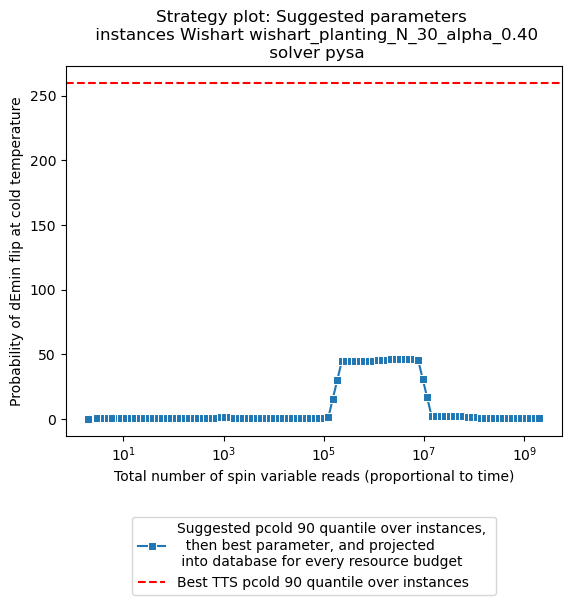 Strategy plot: Suggested parameters
instances Wishart wishart_planting_N_30_alpha_0.40
solver pysa
Probability of dEmin flip at cold temperature
250
200
150
100
50
0
10^1
10^3
10^5
10^7
10^9
Total number of spin variable reads (proportional to time)
Suggested pcold 90 quantile over instances,
then best parameter, and projected
into database for every resource budget
Best TTS pcold 90 quantile over instances